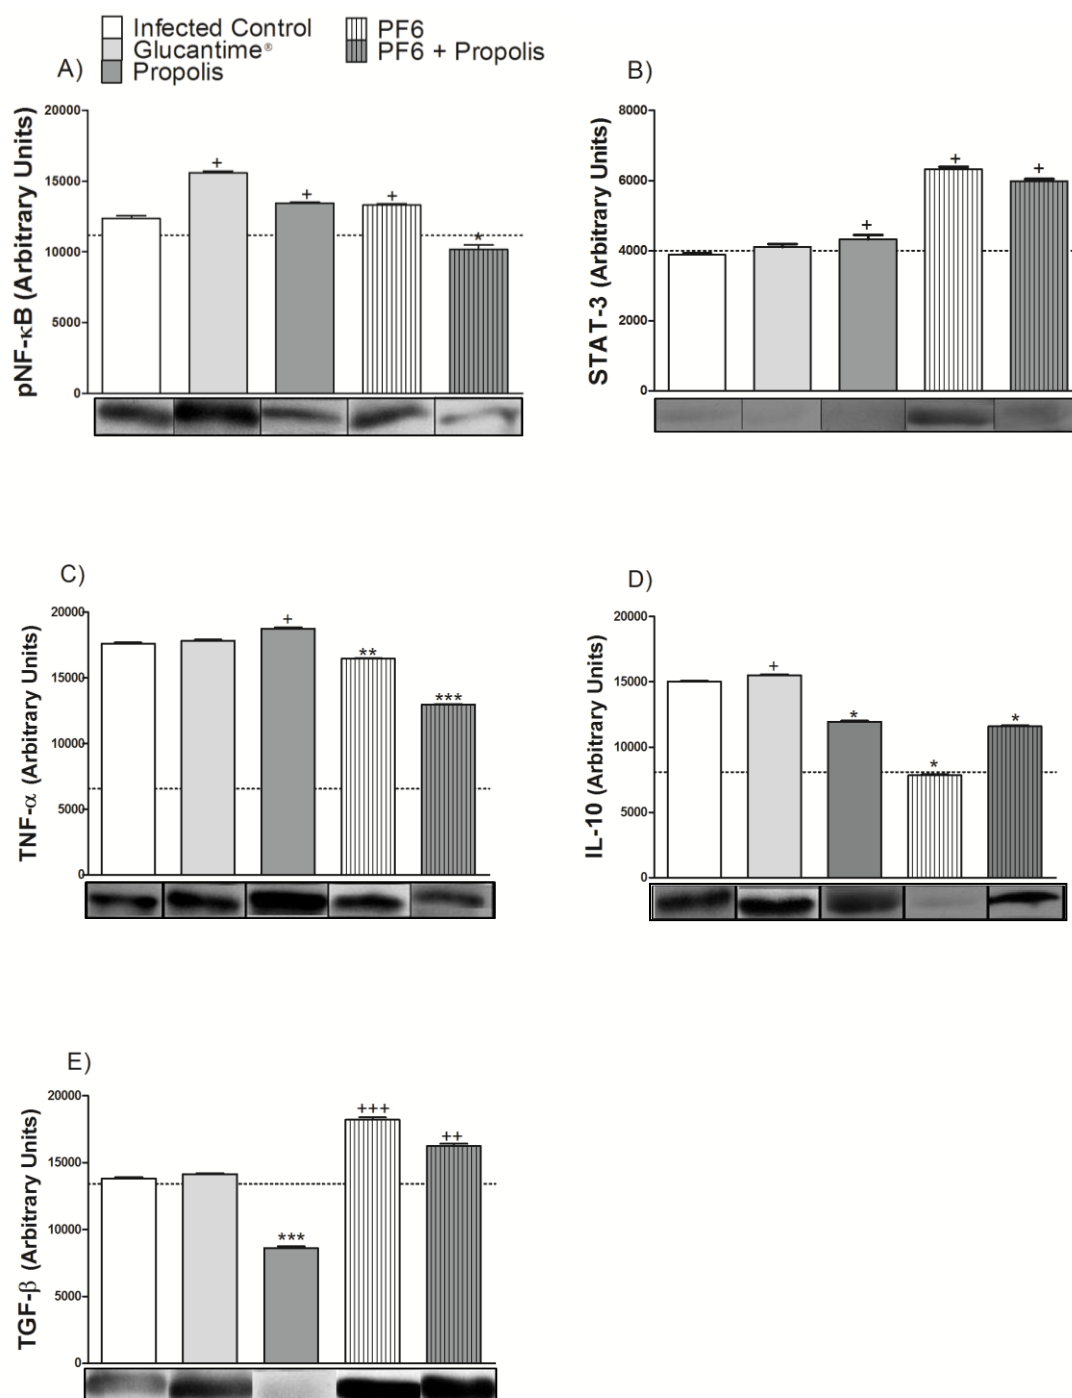 Infected Control
Glucantime®
Propolis
PF6
PF6 + Propolis
A)
pNF-κB (Arbitrary Units)
20000
15000
10000
5000
0
+
+
+
*
B)
STAT-3 (Arbitrary Units)
8000
6000
4000
2000
0
+
+
+
C)
TNF-α (Arbitrary Units)
20000
15000
10000
5000
0
+
**
***
D)
IL-10 (Arbitrary Units)
20000
15000
10000
5000
0
+
*
*
*
E)
TGF-β (Arbitrary Units)
20000
15000
10000
5000
0
***
+++
++